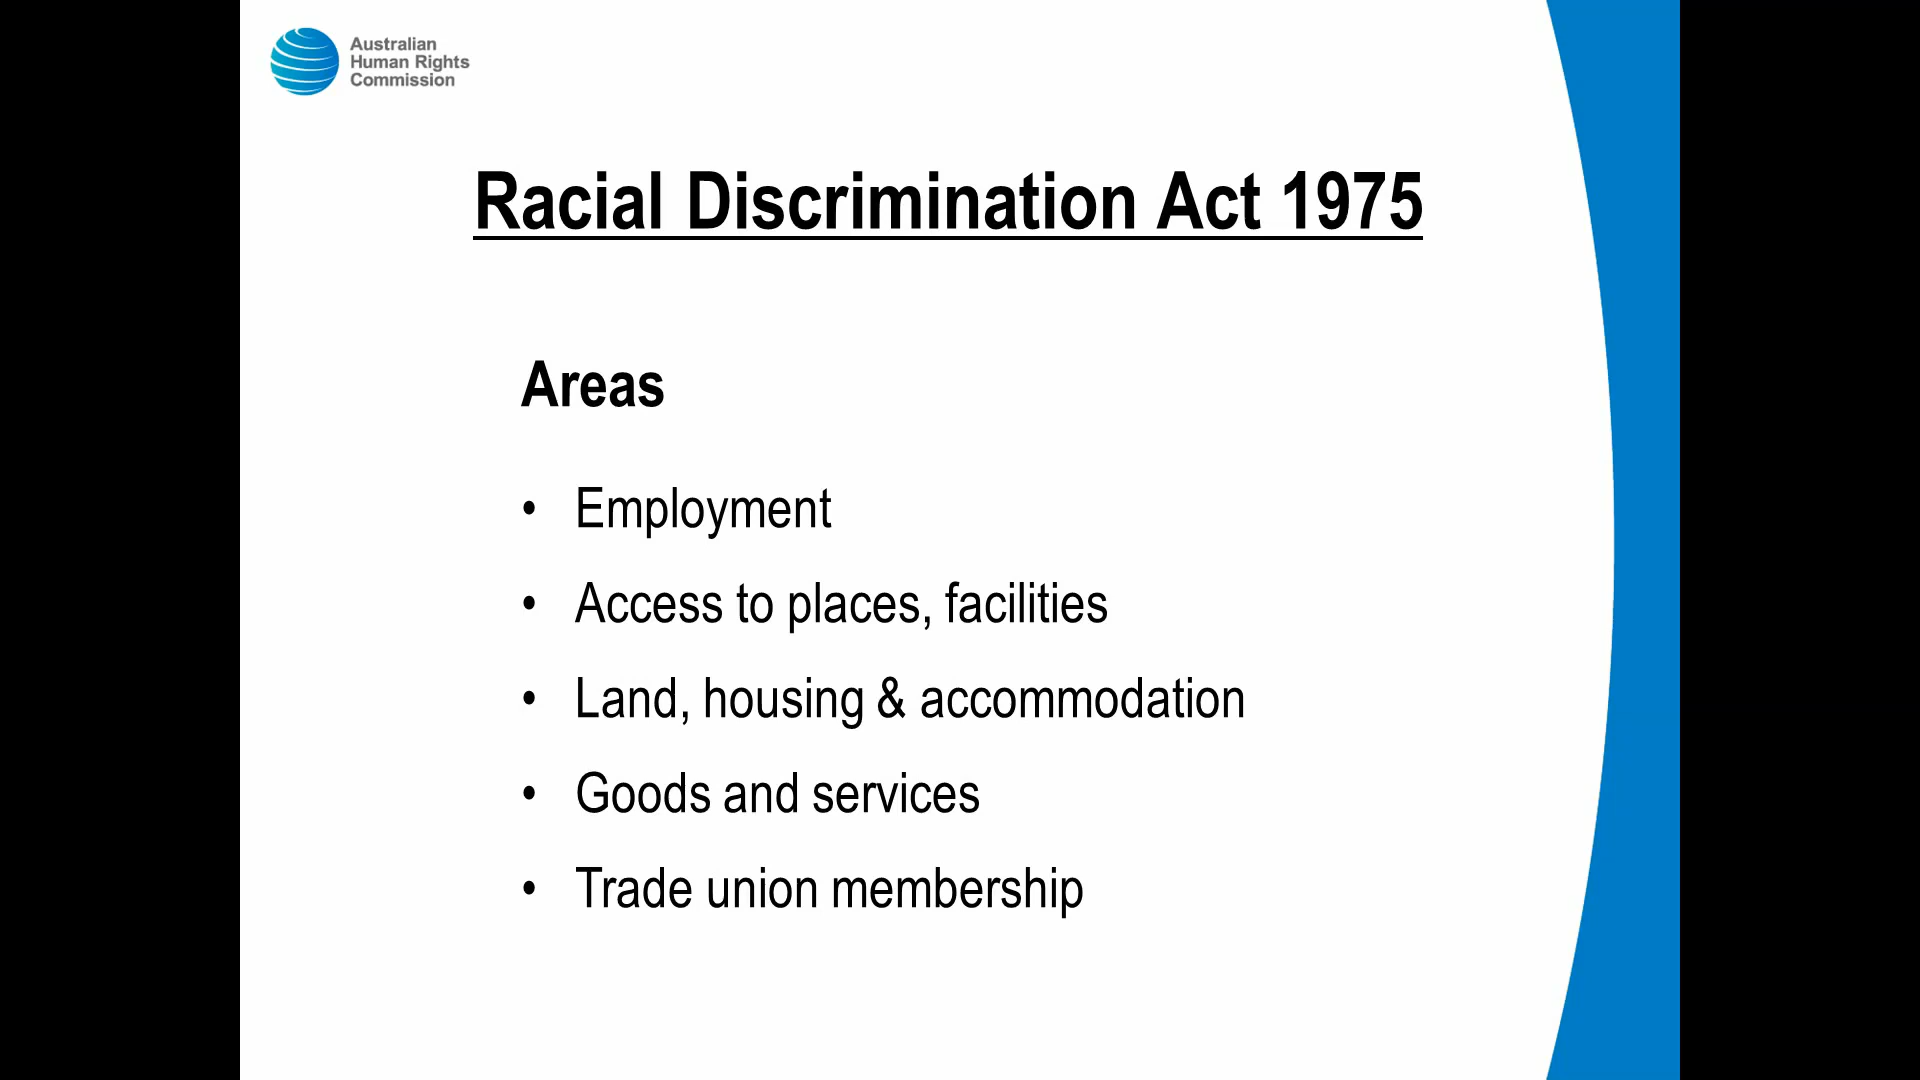 Australian
Human Rights
Commission
Racial Discrimination Act 1975
Areas
• Employment
• Access to places, facilities
• Land, housing & accommodation
• Goods and services
• Trade union membership